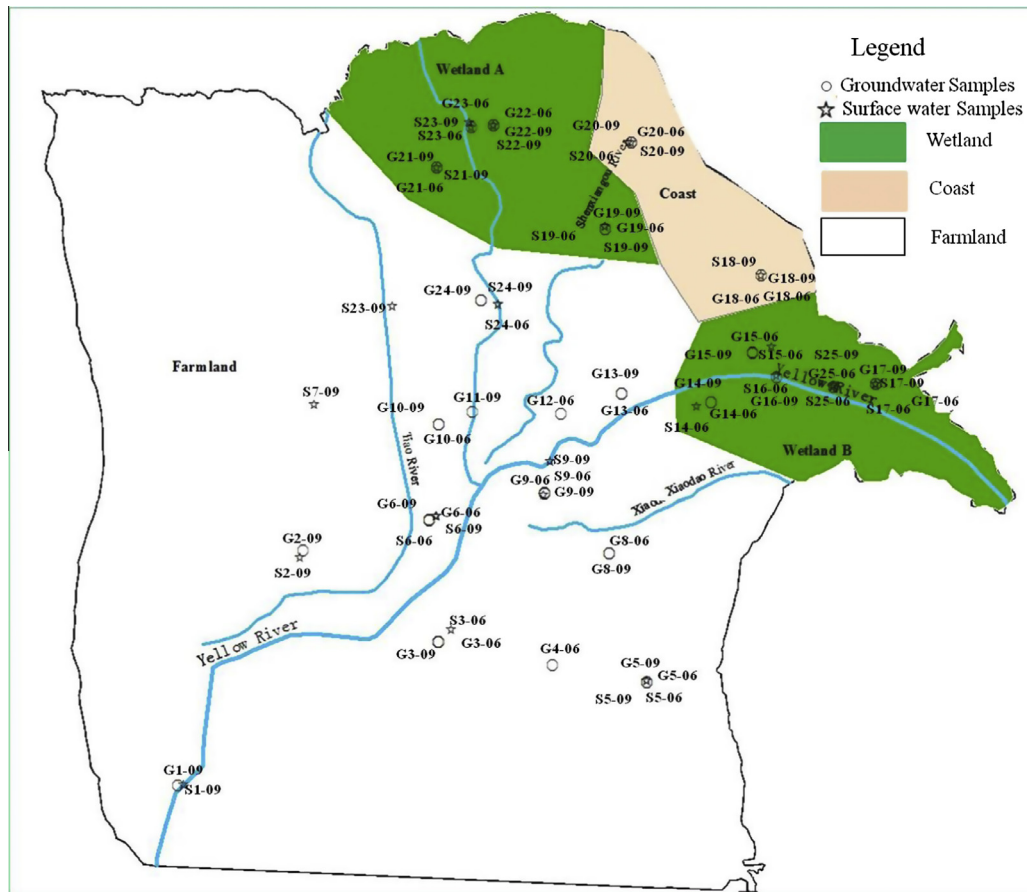 Legend
Groundwater Samples
Surface water Samples
Wetland
Coast
Farmland
Wetland A
G23-06
S23-09
S23-06
G22-06
G22-09
S22-09
G21-09
S21-09
G21-06
G20-09
G20-06
S20-06
S20-09
Shenxiangou River
Coast
G19-09
S19-06
G19-06
S19-09
S18-09
G18-09
G18-06
G18-06
S23-09
G24-09
S24-09
S24-06
Farmland
S7-09
G10-09
G10-06
G11-09
G12-06
G13-09
G13-06
G15-06
G15-09
S15-06
S25-09
G14-09
G14-06
S14-06
Yellow River
S16-06
G16-09
G25-06
S25-06
G17-09
S17-09
S17-06
G17-06
Wetland B
Tiao River
S9-09
S9-06
G9-06
G9-09
Xiaodao River
G6-09
G6-06
S6-06
S6-09
G8-06
G8-09
G2-09
S2-09
Yellow River
S3-06
G3-09
G3-06
G4-06
G5-09
G5-06
S5-09
S5-06
G1-09
S1-09